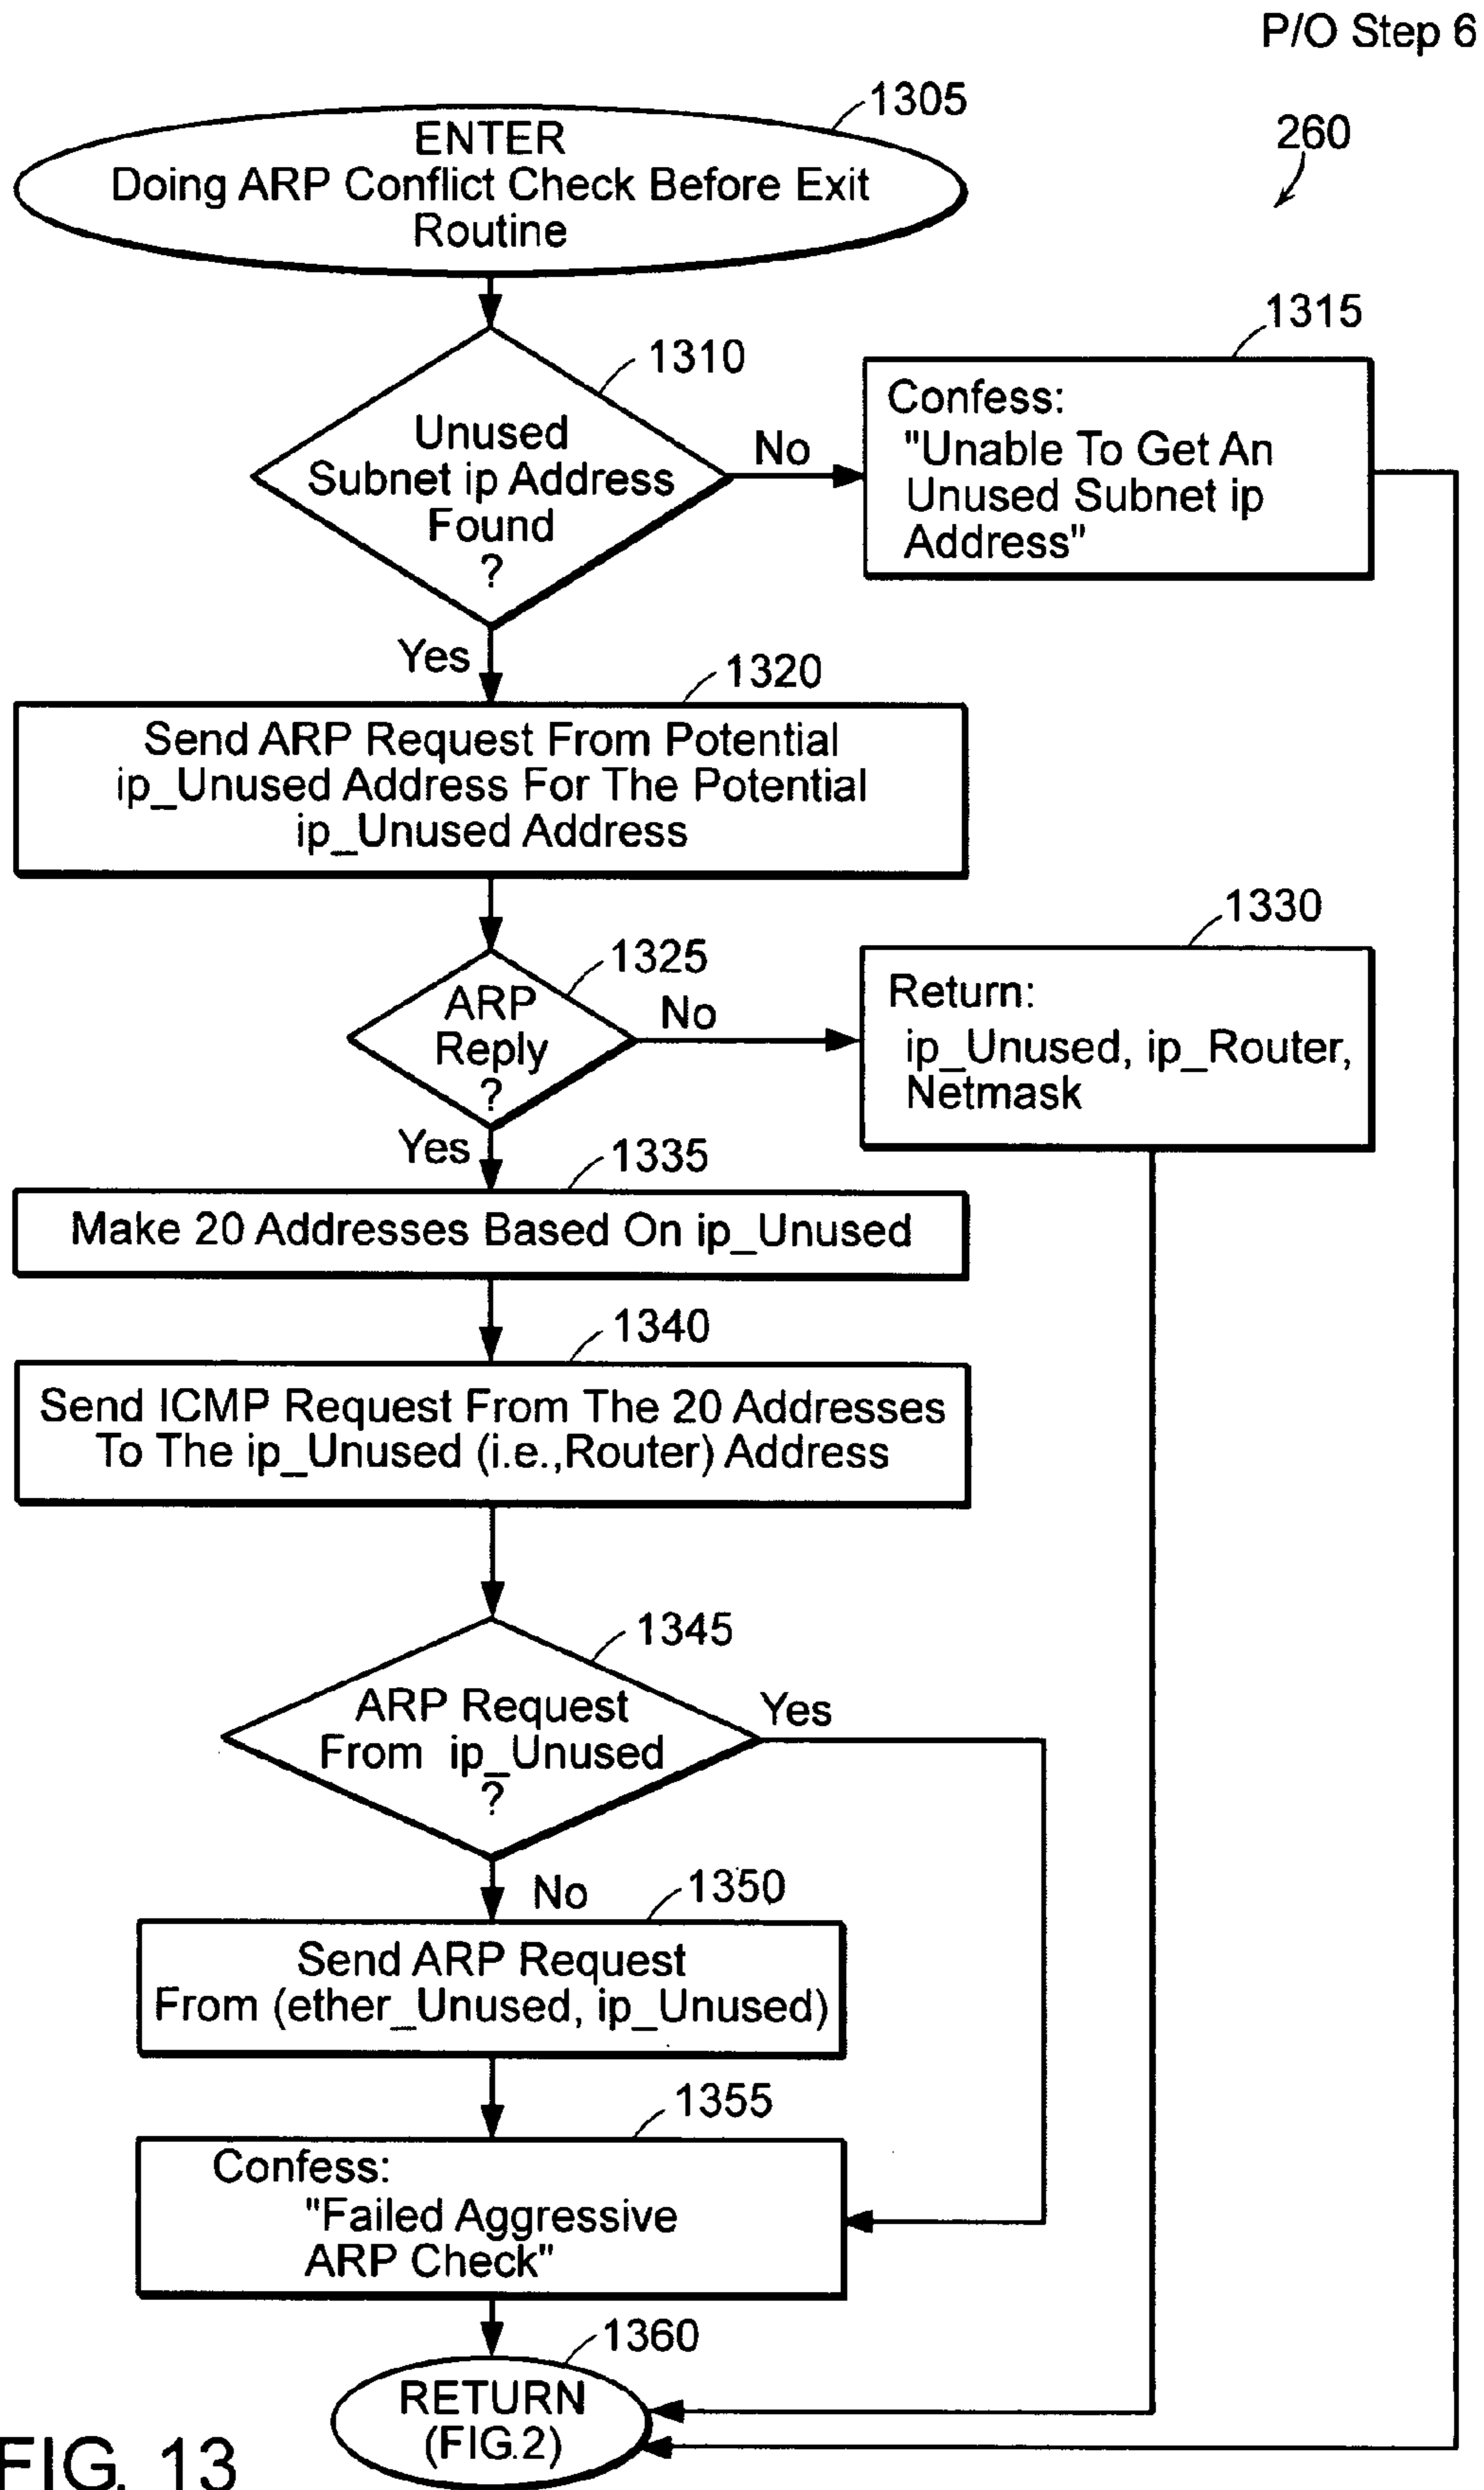 P/O Step 6
260
1305
ENTER
Doing ARP Conflict Check Before Exit
Routine
1310
Unused
Subnet ip Address
Found
?
No
1315
Confess:
"Unable To Get An
Unused Subnet ip
Address"
Yes
1320
Send ARP Request From Potential
ip_Unused Address For The Potential
ip_Unused Address
1325
ARP
Reply
?
No
1330
Return:
ip_Unused, ip_Router,
Netmask
Yes
1335
Make 20 Addresses Based On ip_Unused
1340
Send ICMP Request From The 20 Addresses
To The ip_Unused (i.e.,Router) Address
1345
ARP Request
From ip_Unused
?
Yes
No
1350
Send ARP Request
From (ether_Unused, ip_Unused)
1355
Confess:
"Failed Aggressive
ARP Check"
1360
RETURN
(FIG.2)
FIG. 13